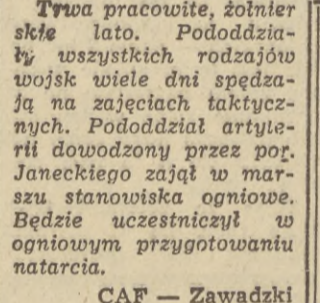 Trwa pracowite, żołnier
skie lato. Pododdzia-
ły wszystkich rodzajów
wojsk wiele dni spędza-
ją na zajęciach taktycz-
nych. Pododdział artyle-
rii dowodzony przez por.
Janeckiego zajął w mar-
szu stanowiska ogniowe.
Będzie uczestniczył w
ogniowym przygotowaniu
natarcia.
CAF — Zawadzki